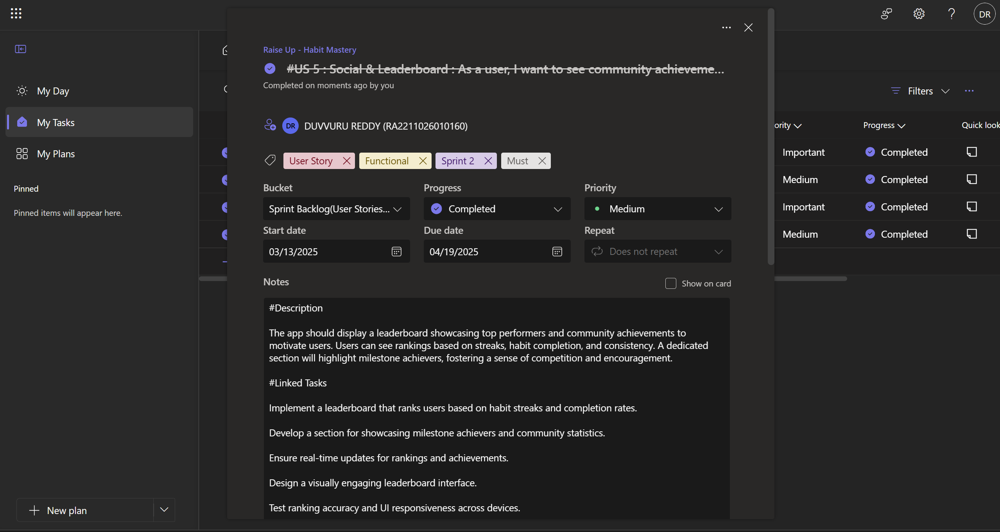 DR
My Day
My Tasks
My Plans
Pinned
Pinned items will appear here.
New plan
Raise Up - Habit Mastery
#US 5 : Social & Leaderboard : As a user, I want to see community achieveme...
Completed on moments ago by you
DR DUVVURU REDDY (RA2211026010160)
User Story Functional Sprint 2 Must
Bucket Progress Priority
Sprint Backlog(User Stories... Completed Medium
Start date Due date Repeat
03/13/2025 04/19/2025 Does not repeat
Notes Show on card
#Description
The app should display a leaderboard showcasing top performers and community achievements to
motivate users. Users can see rankings based on streaks, habit completion, and consistency. A dedicated
section will highlight milestone achievers, fostering a sense of competition and encouragement.
#Linked Tasks
Implement a leaderboard that ranks users based on habit streaks and completion rates.
Develop a section for showcasing milestone achievers and community statistics.
Ensure real-time updates for rankings and achievements.
Design a visually engaging leaderboard interface.
Test ranking accuracy and UI responsiveness across devices.
Filters
ority Progress Quick look
Important Completed
Medium Completed
Important Completed
Medium Completed